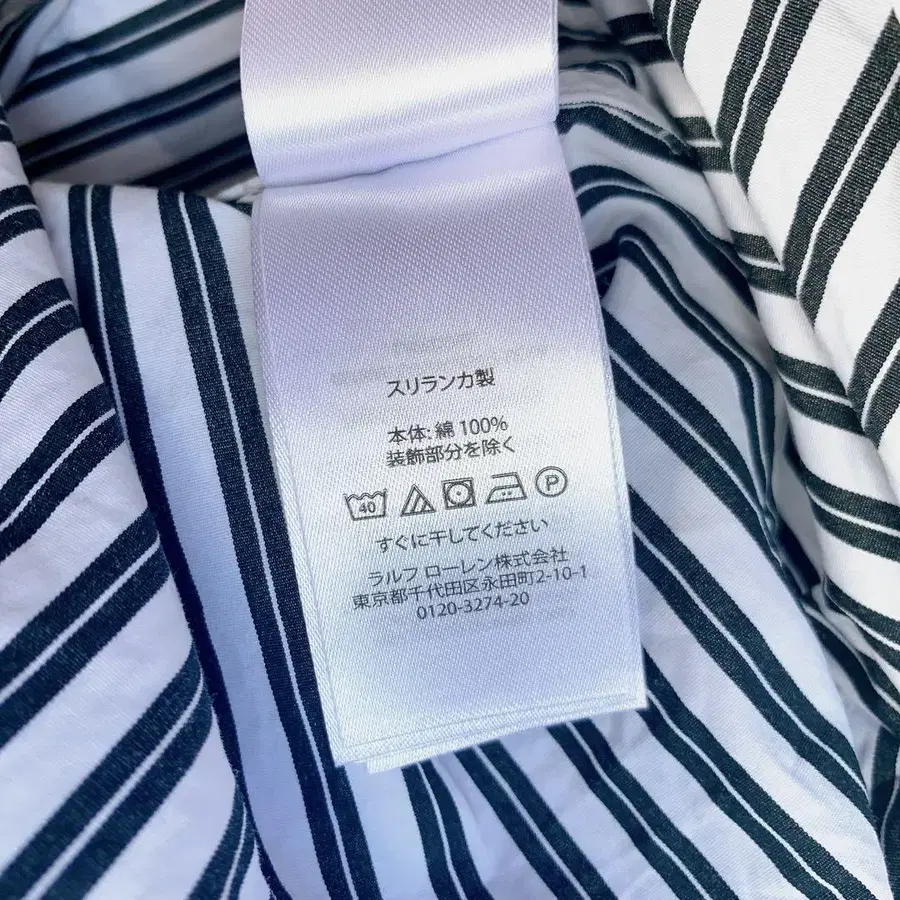 スリランカ製
本体: 綿 100%
装飾部分を除く
40 P
すぐに干してください
ラルフ ローレン株式会社
東京都千代田区永田町2-10-1
0120-3274-20